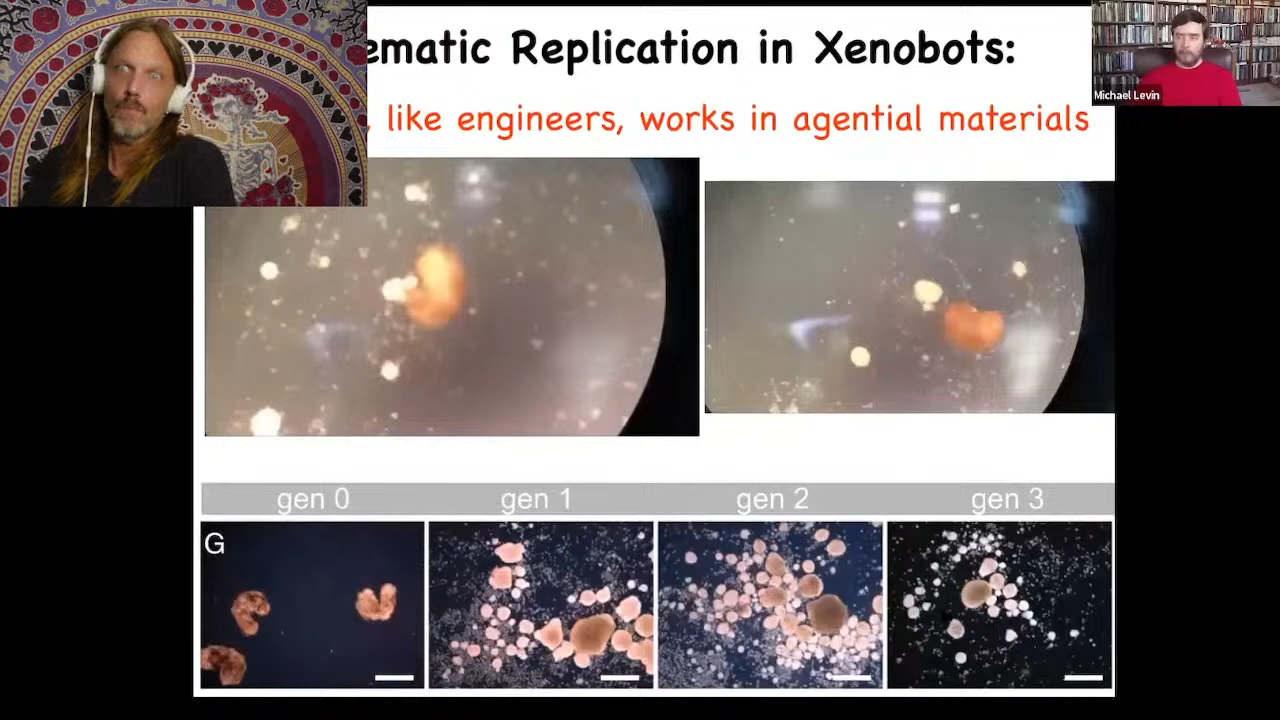 ematic Replication in Xenobots:
Michael Levin
, like engineers, works in agential materials
gen 0
gen 1
gen 2
gen 3
G